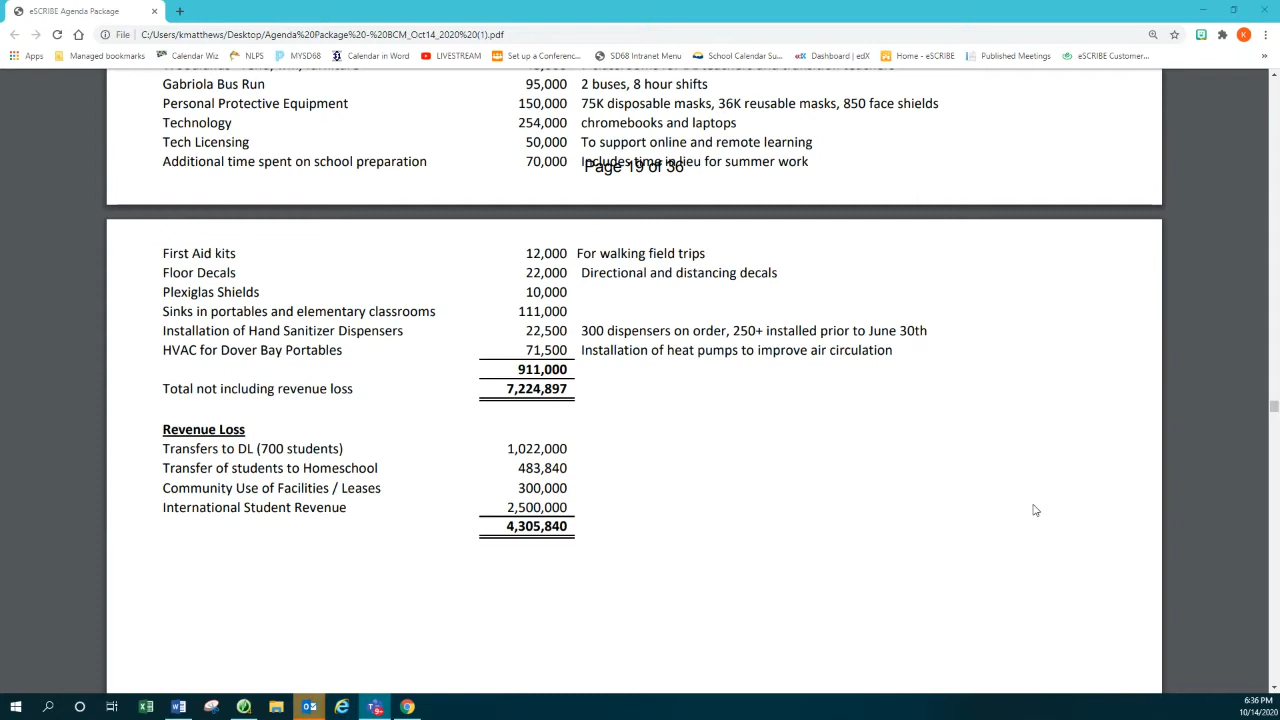 eSCRIBE Agenda Package
File | C:/Users/kmatthews/Desktop/Agenda%20Package%20-%20BCM_Oct14_2020%20(1).pdf
K
Apps Managed bookmarks Calendar Wiz NLPS MYSD68 Calendar in Word LIVESTREAM Set up a Conferenc... SD68 Intranet Menu School Calendar Su... Dashboard | edX Home - eSCRIBE Published Meetings eSCRIBE Customer...
Gabriola Bus Run 95,000 2 buses, 8 hour shifts
Personal Protective Equipment 150,000 75K disposable masks, 36K reusable masks, 850 face shields
Technology 254,000 chromebooks and laptops
Tech Licensing 50,000 To support online and remote learning
Additional time spent on school preparation 70,000 Includes time in lieu for summer work
Page 19 of 36
First Aid kits 12,000 For walking field trips
Floor Decals 22,000 Directional and distancing decals
Plexiglas Shields 10,000
Sinks in portables and elementary classrooms 111,000
Installation of Hand Sanitizer Dispensers 22,500 300 dispensers on order, 250+ installed prior to June 30th
HVAC for Dover Bay Portables 71,500 Installation of heat pumps to improve air circulation
911,000
Total not including revenue loss 7,224,897
Revenue Loss
Transfers to DL (700 students) 1,022,000
Transfer of students to Homeschool 483,840
Community Use of Facilities / Leases 300,000
International Student Revenue 2,500,000
4,305,840
6:36 PM
10/14/2020